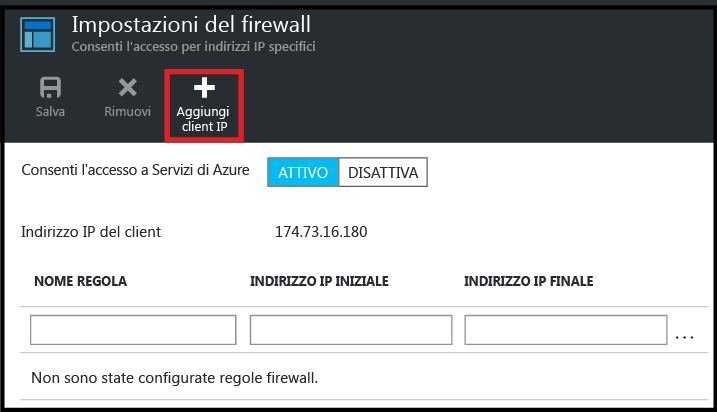 Impostazioni del firewall
Consenti l'accesso per indirizzi IP specifici
Salva Rimuovi Aggiungi
client IP
Consenti l'accesso a Servizi di Azure ATTIVO DISATTIVA
Indirizzo IP del client 174.73.16.180
NOME REGOLA INDIRIZZO IP INIZIALE INDIRIZZO IP FINALE
...
Non sono state configurate regole firewall.